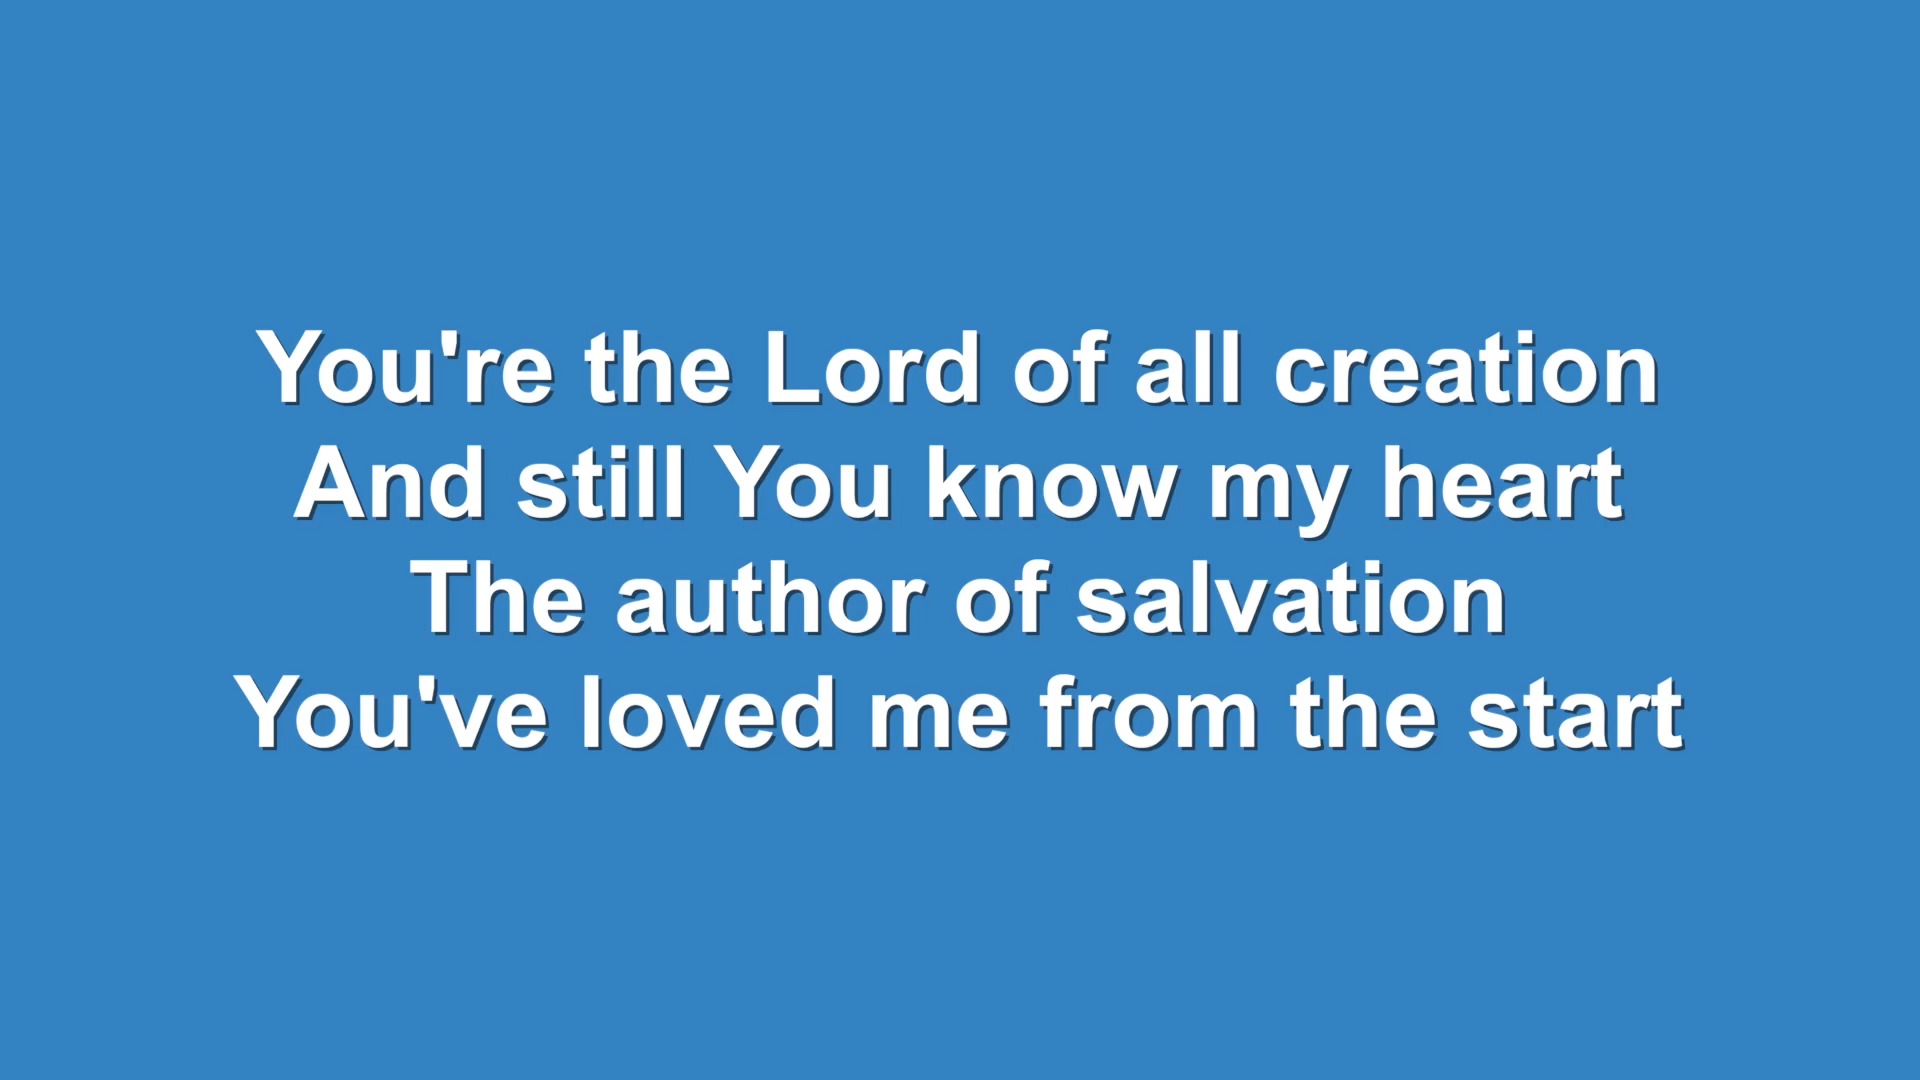 You're the Lord of all creation
And still You know my heart
The author of salvation
You've loved me from the start